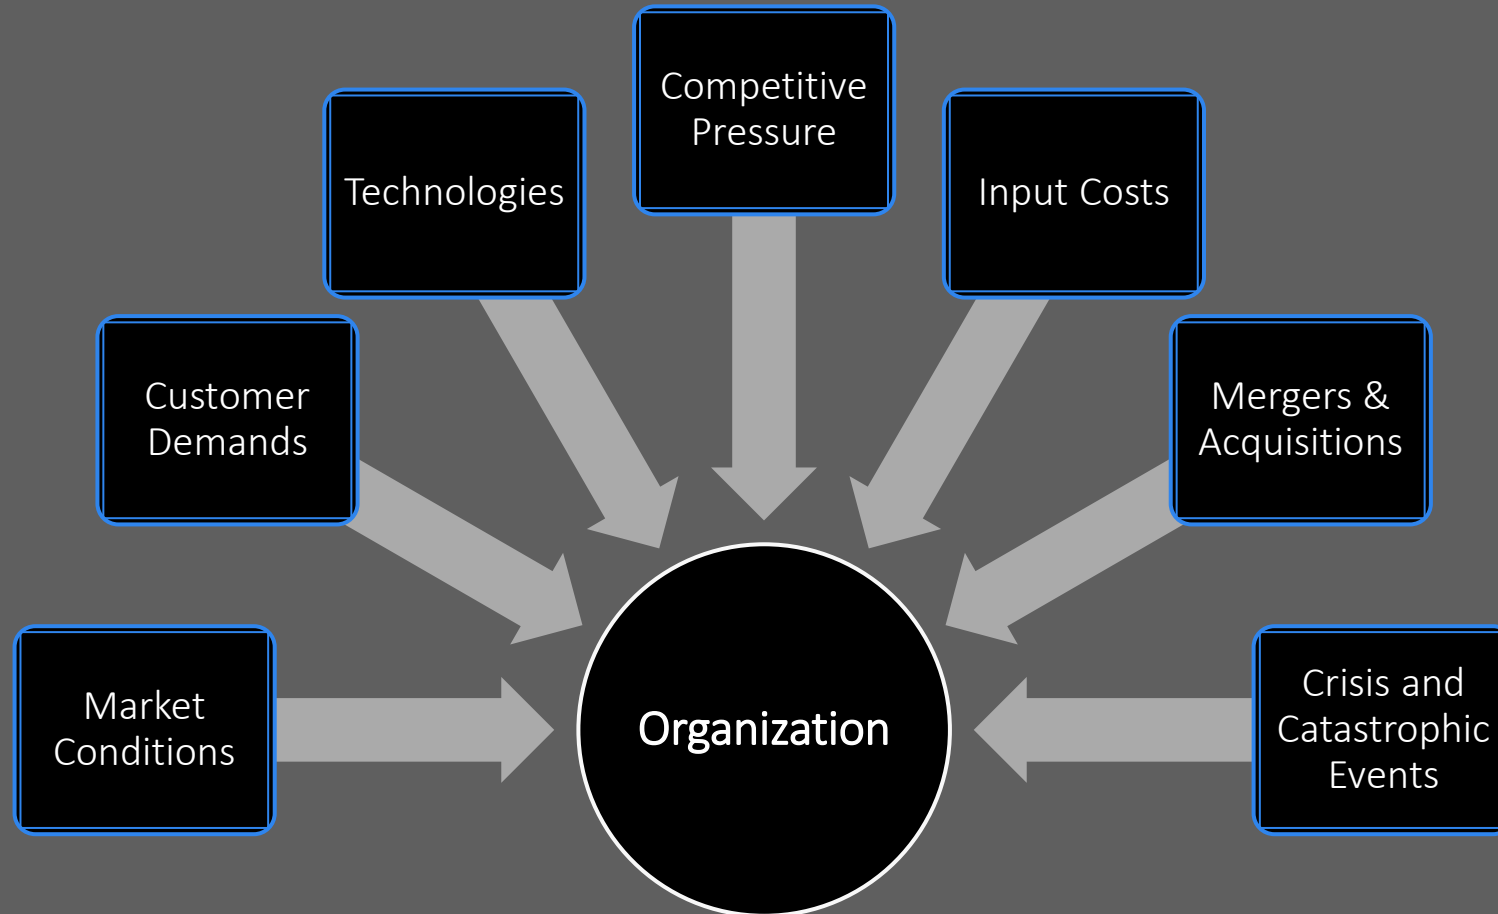 Competitive
Pressure
Technologies
Input Costs
Customer
Demands
Mergers &
Acquisitions
Market
Conditions
Organization
Crisis and
Catastrophic
Events